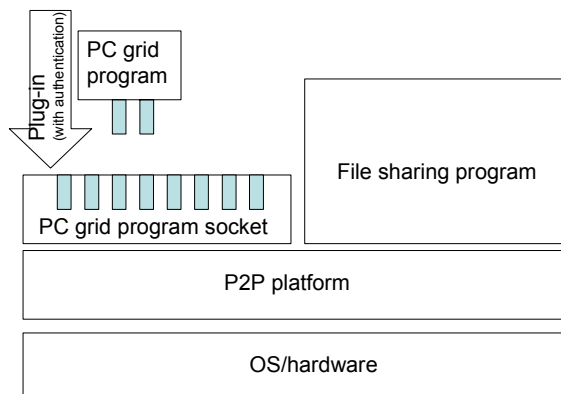 Plug-in
(with authentication)
PC grid
program
File sharing program
PC grid program socket
P2P platform
OS/hardware